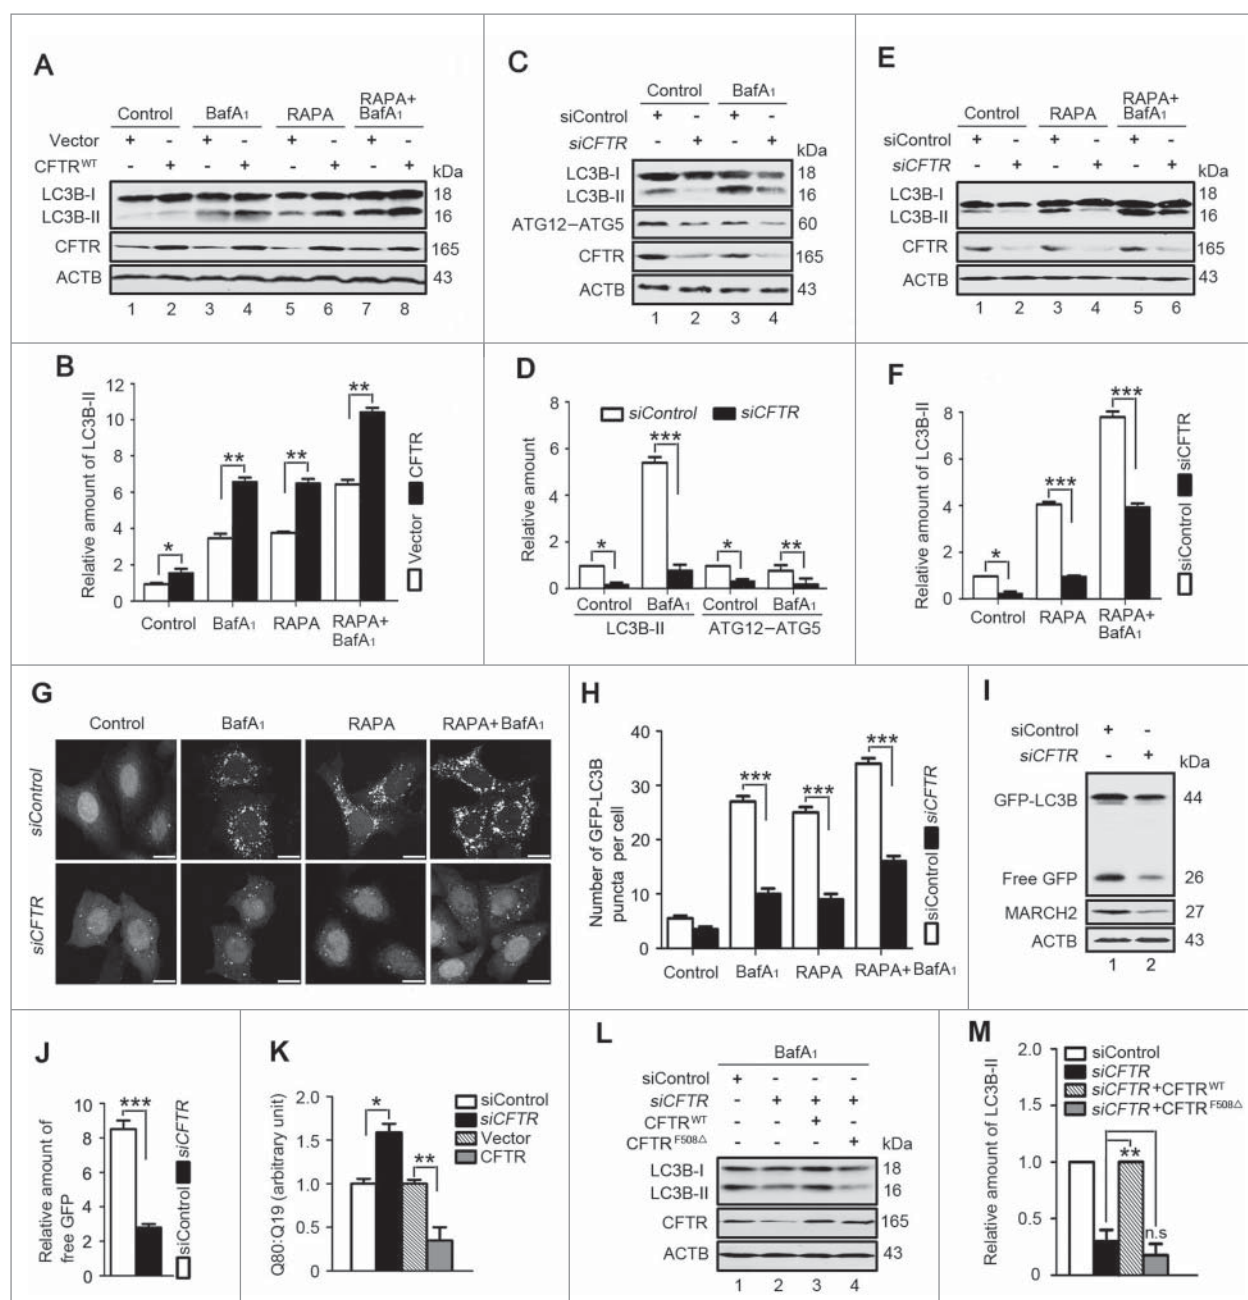 A
Control BafA1 RAPA RAPA+ BafA1
Vector + - + - + - + -
CFTRWT - + - + - + - + kDa
LC3B-I 18
LC3B-II 16
CFTR 165
ACTB 43
1 2 3 4 5 6 7 8
C
Control BafA1
siControl + - + -
siCFTR - + - + kDa
LC3B-I 18
LC3B-II 16
ATG12–ATG5 60
CFTR 165
ACTB 43
1 2 3 4
E
Control RAPA RAPA+ BafA1
siControl + - + - + -
siCFTR - + - + - + kDa
LC3B-I 18
LC3B-II 16
CFTR 165
ACTB 43
1 2 3 4 5 6
B
Relative amount of LC3B-II
12
10
8
6
4
2
0
* ** ** **
Control BafA1 RAPA RAPA+ BafA1
Vector CFTR
D
Relative amount
8
6
4
2
0
siControl siCFTR
* *** * **
Control BafA1 Control BafA1
LC3B-II ATG12–ATG5
F
Relative amount of LC3B-II
8
6
4
2
0
* *** ***
Control RAPA RAPA+ BafA1
siControl siCFTR
G
Control BafA1 RAPA RAPA+BafA1
siControl
siCFTR
H
Number of GFP-LC3B
puncta per cell
40
30
20
10
0
*** *** ***
Control BafA1 RAPA RAPA+BafA1
siControl siCFTR
I
siControl + -
siCFTR - + kDa
GFP-LC3B 44
Free GFP 26
MARCH2 27
ACTB 43
1 2
J
Relative amount of
free GFP
10
8
6
4
2
0
***
siControl siCFTR
K
Q80:Q19 (arbitrary unit)
2.0
1.5
1.0
0.5
0.0
* **
siControl
siCFTR
Vector
CFTR
L
BafA1
siControl + - - -
siCFTR - + + +
CFTRWT - - + -
CFTRF508Δ - - - + kDa
LC3B-I 18
LC3B-II 16
CFTR 165
ACTB 43
1 2 3 4
M
Relative amount of LC3B-II
2.0
1.5
1.0
0.5
0.0
siControl
siCFTR
siCFTR+CFTRWT
siCFTR+CFTRF508Δ
**
n.s